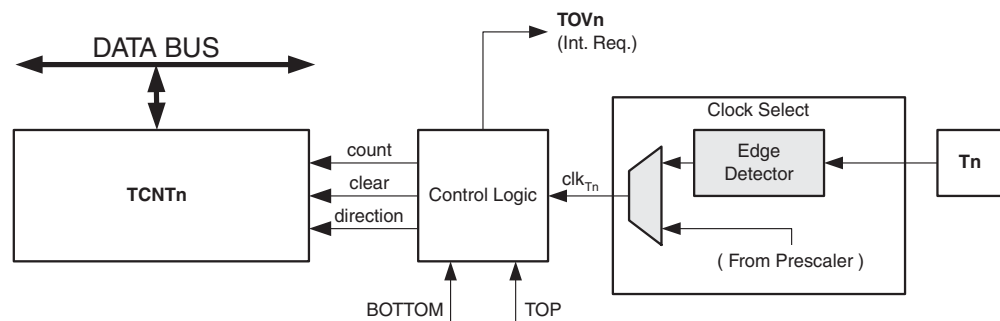 TOVn
(Int. Req.)
DATA BUS
Clock Select
count
clear
direction
TCNTn
Control Logic
clkTn
Edge
Detector
Tn
( From Prescaler )
BOTTOM
TOP